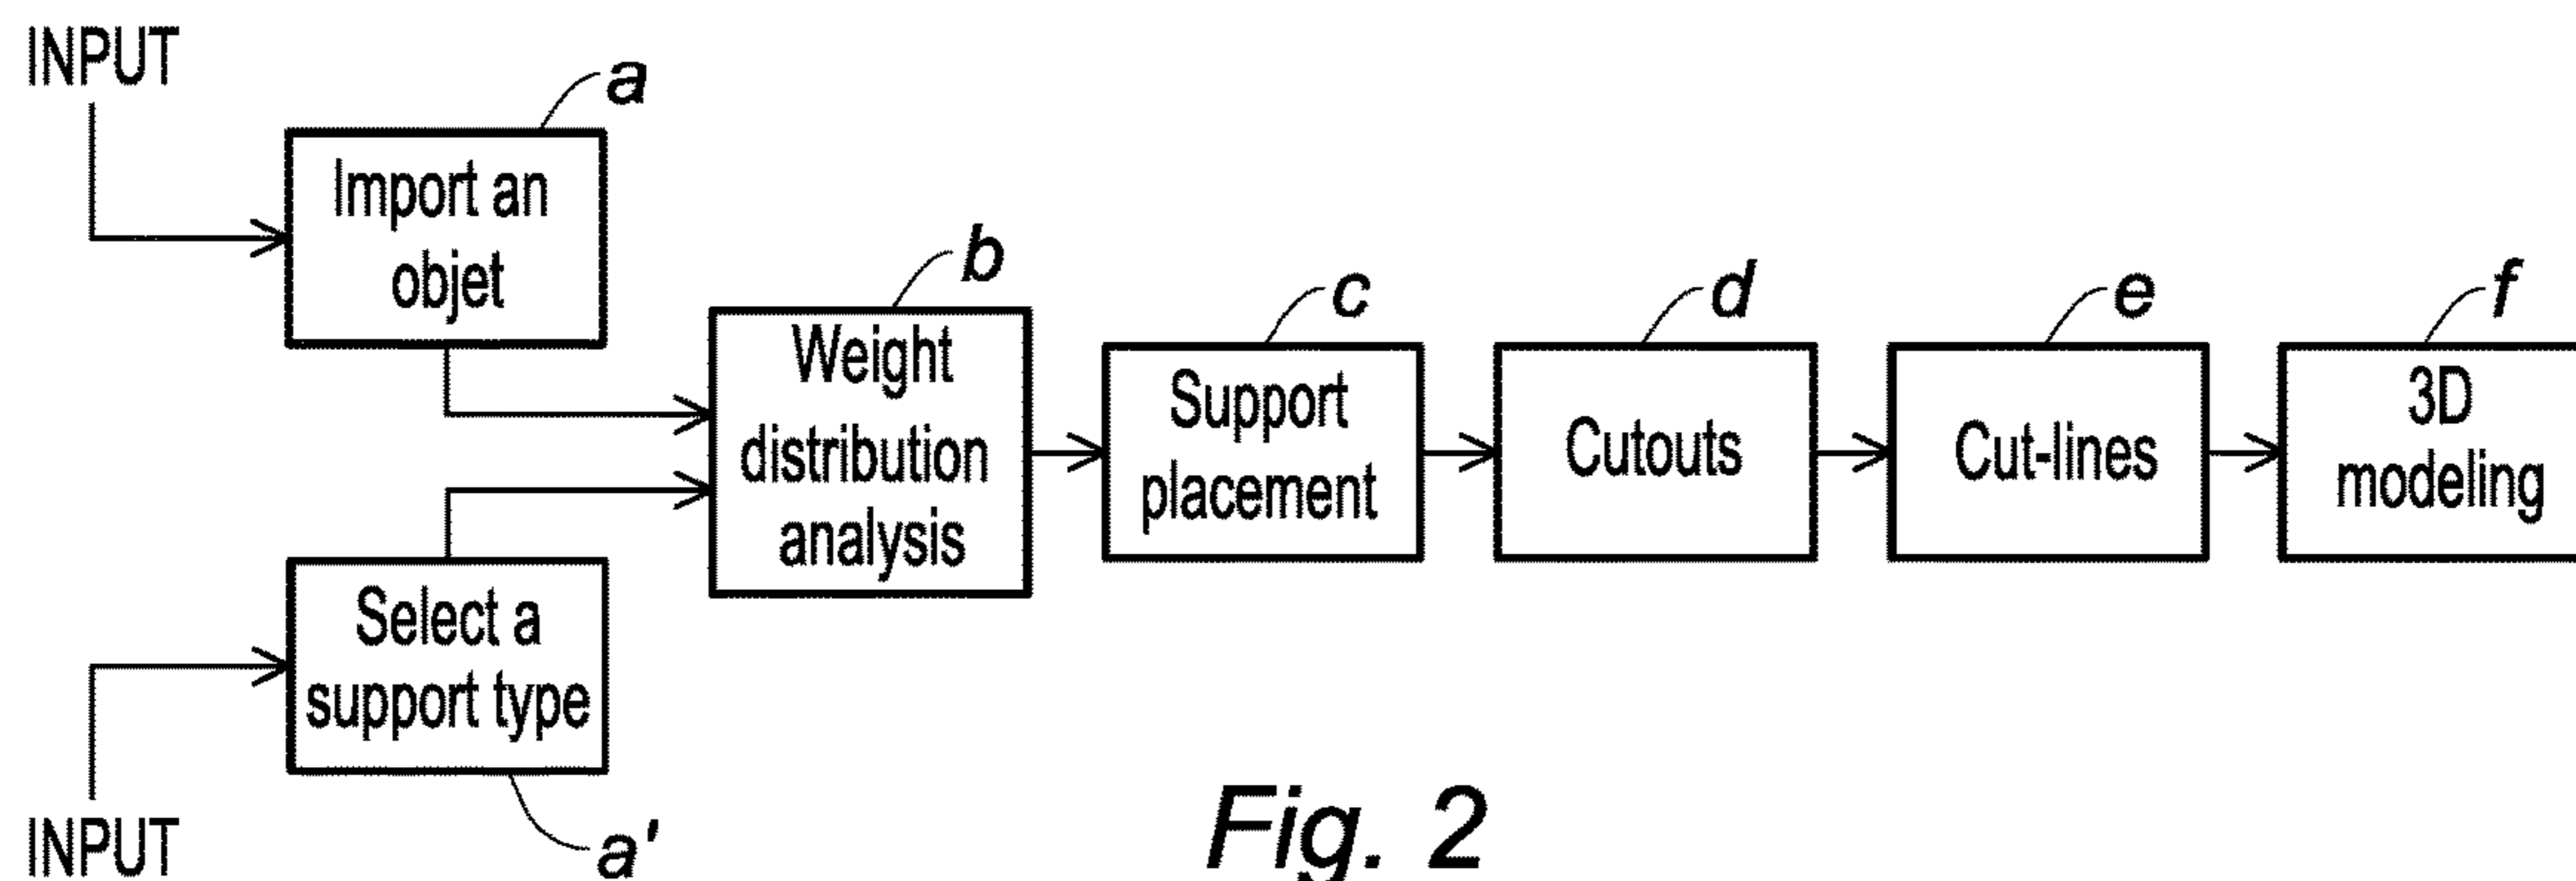 INPUT
a
Import an
objet
b
Weight
distribution
analysis
c
Support
placement
d
Cutouts
e
Cut-lines
f
3D
modeling
Select a
support type
a'
INPUT
Fig. 2